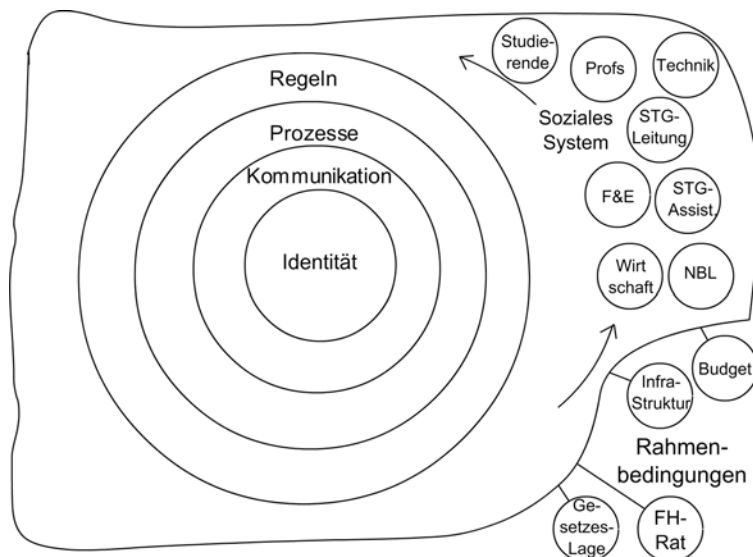 Regeln
Prozesse
Kommunikation
Identität
Studie-
rende
Profs
Technik
Soziales
System
STG-
Leitung
F&E
STG-
Assist.
Wirt
schaft
NBL
Budget
Infra-
Struktur
Rahmen-
bedingungen
Ge-
setzes-
Lage
FH-
Rat